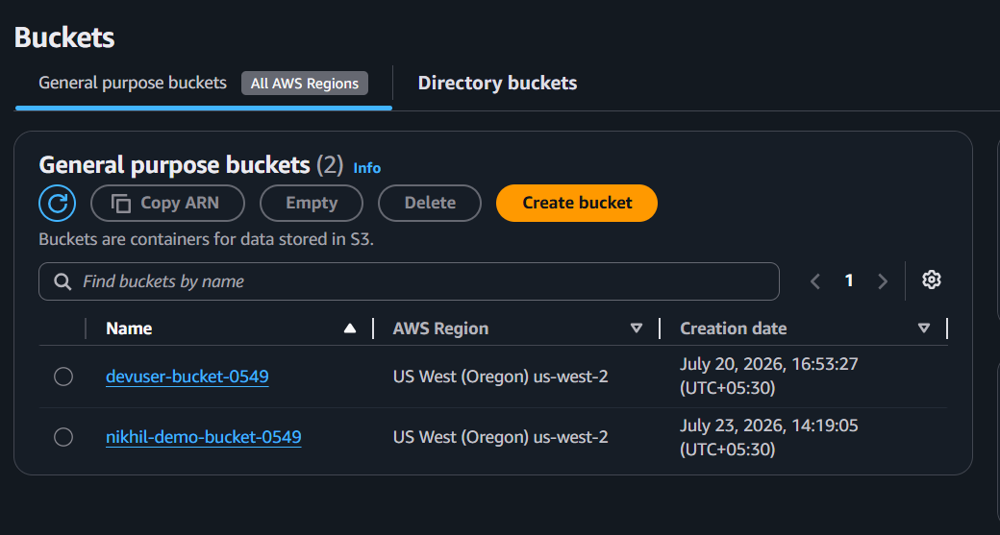 Buckets
General purpose buckets All AWS Regions Directory buckets
General purpose buckets (2) Info
Copy ARN Empty Delete Create bucket
Buckets are containers for data stored in S3.
Find buckets by name 1
Name AWS Region Creation date
devuser-bucket-0549 US West (Oregon) us-west-2 July 20, 2026, 16:53:27
(UTC+05:30)
nikhil-demo-bucket-0549 US West (Oregon) us-west-2 July 23, 2026, 14:19:05
(UTC+05:30)